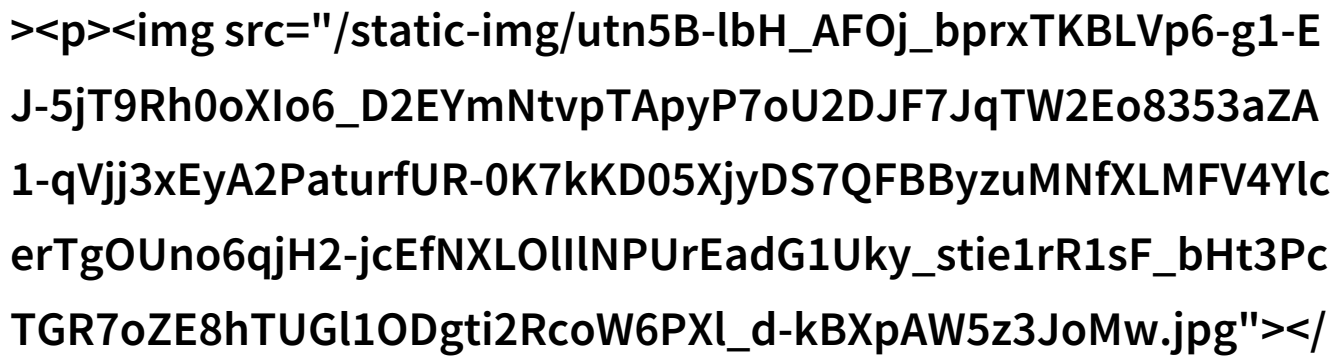 ><p><img src="/static-img/utn5B-lbH_AFOj_bprxTKBLVp6-g1-E
J-5jT9Rh0oXIo6_D2EYmNtvpTApyP7oU2DJF7JqTW2Eo8353aZA
1-qVjj3xEyA2PaturfUR-0K7kKD05XjyDS7QFBByzuMNfXLMFV4Ylc
erTgOUno6qjH2-jcEfNXLOlIlNPUrEadG1Uky_stie1rR1sF_bHt3Pc
TGR7oZE8hTUGl1ODgti2RcoW6PXl_d-kBXpAW5z3JoMw.jpg"></